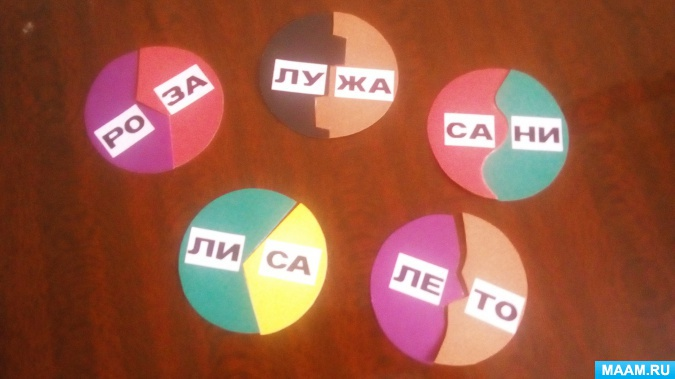 РО ЗА
ЛУ ЖА
СА НИ
ЛИ СА
ЛЕ ТО
MAAM.RU